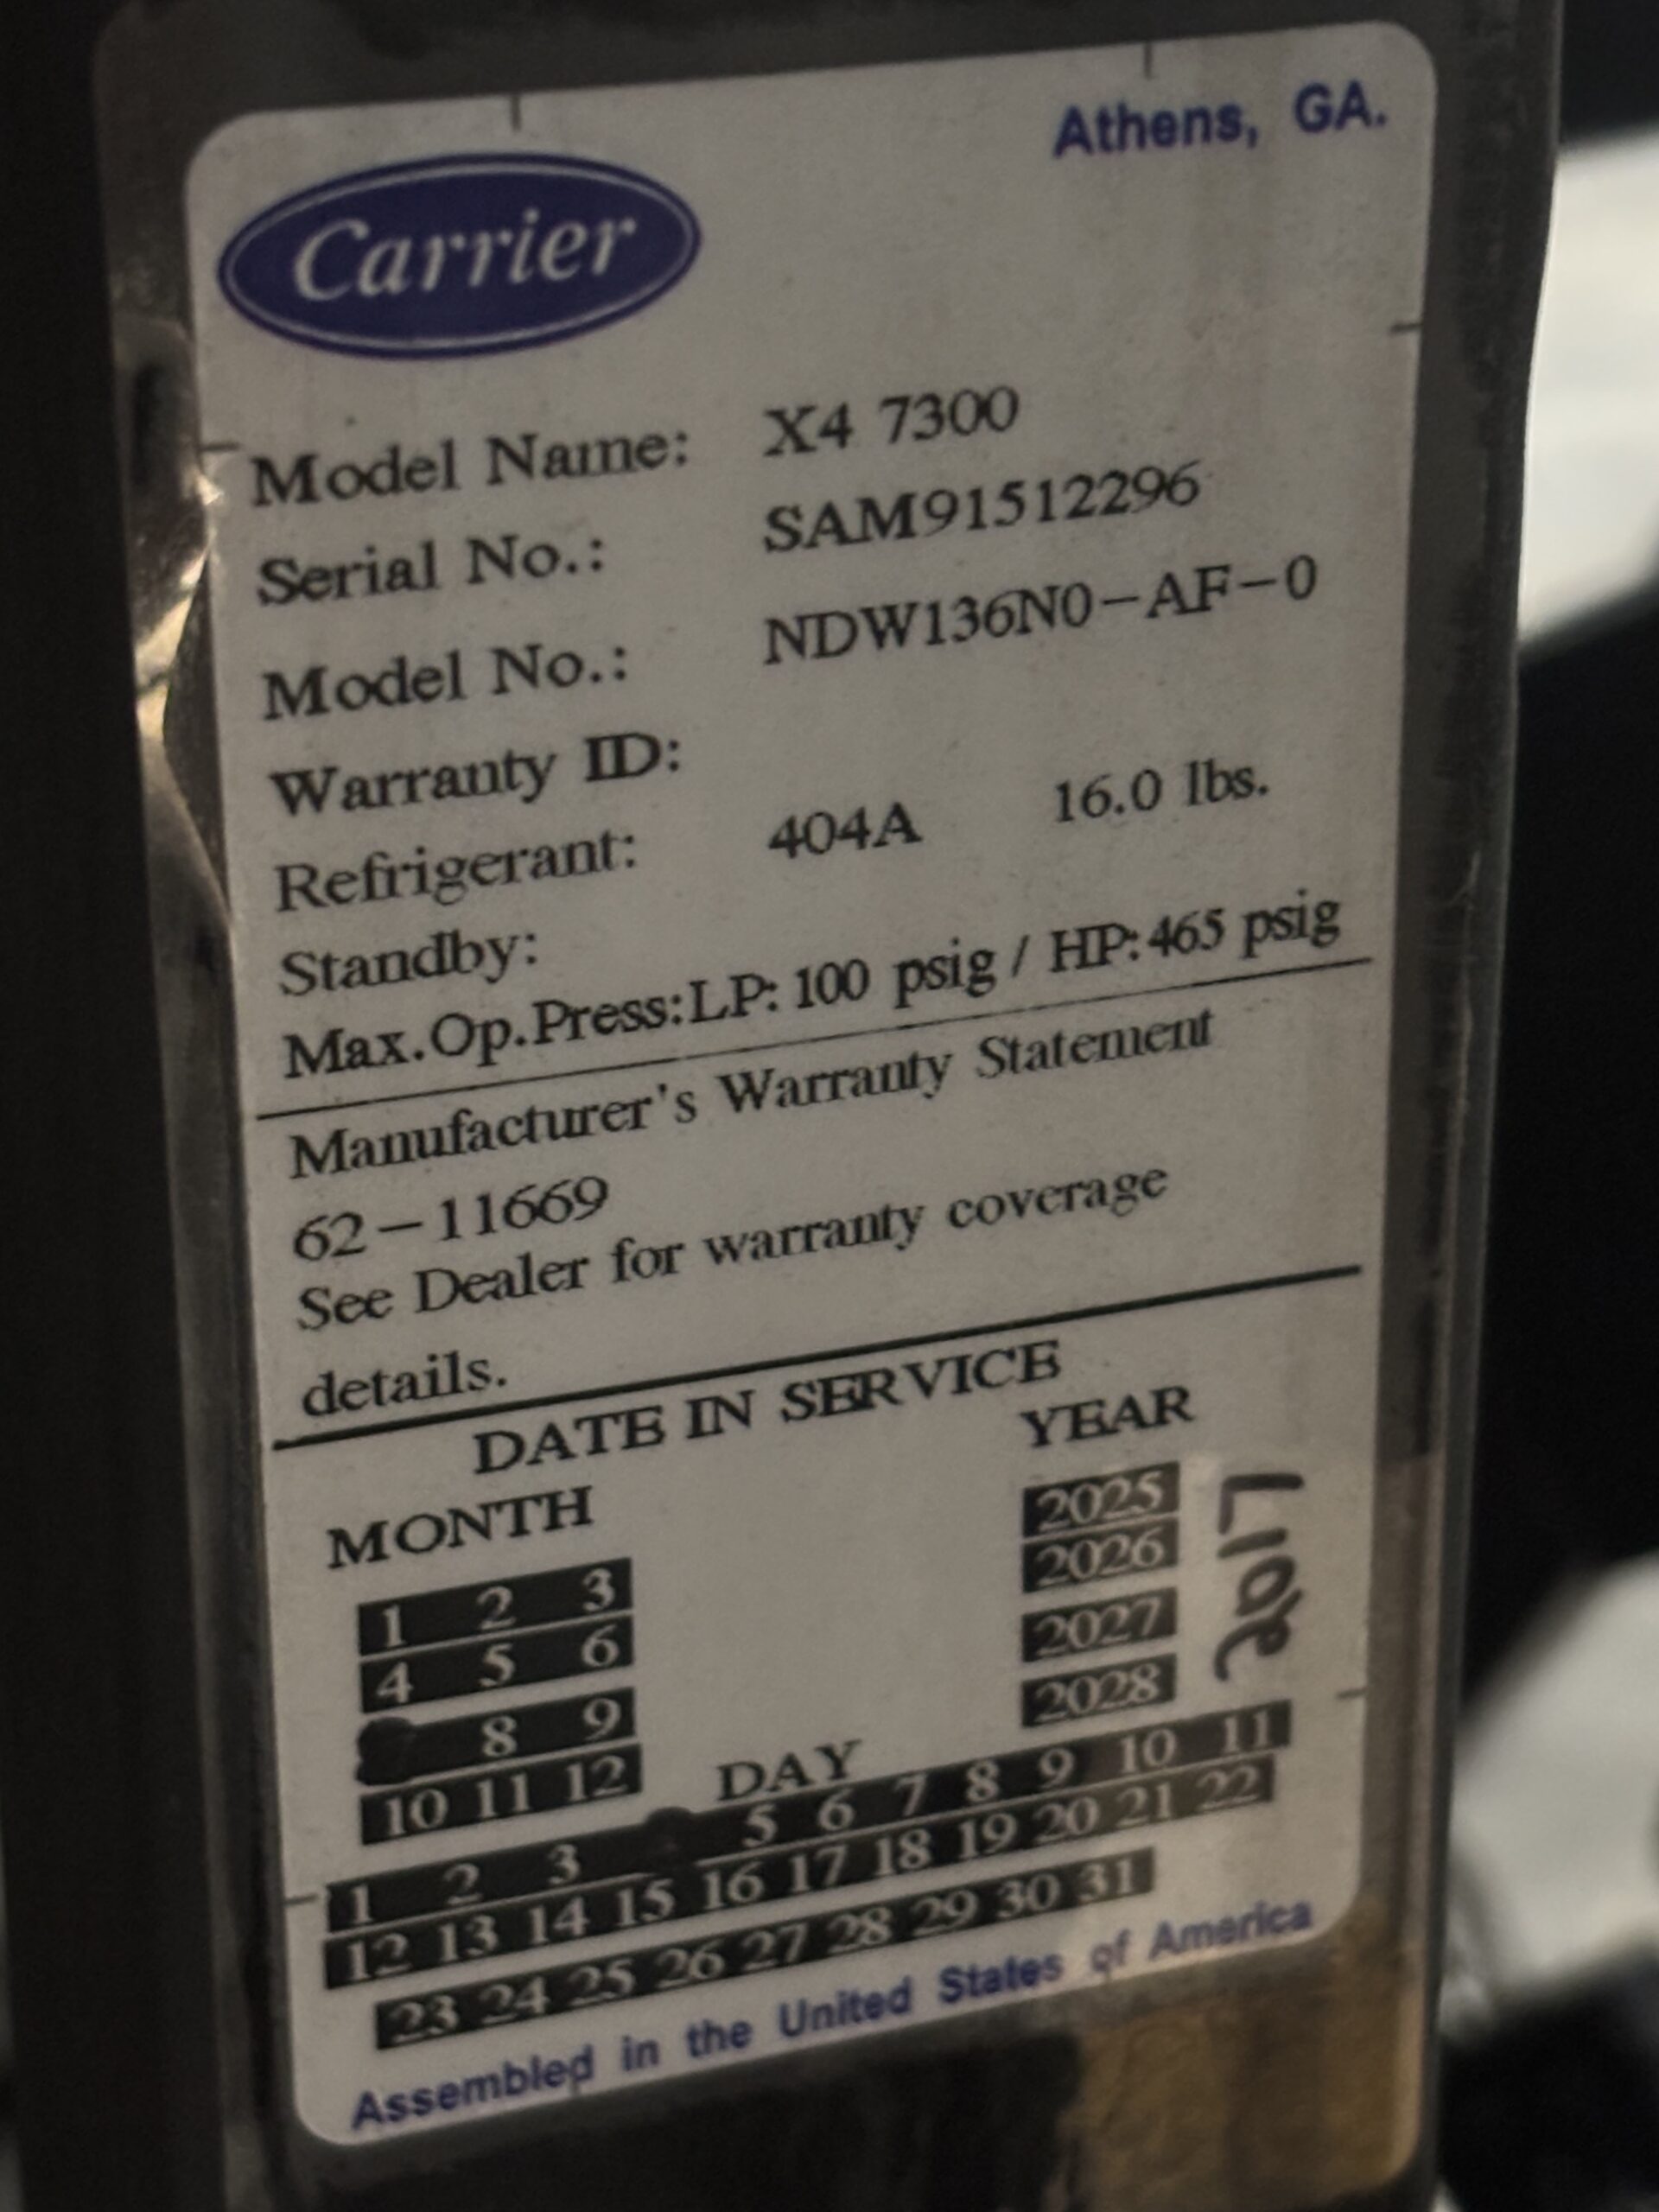 Athens, GA.
Carrier
Model Name: X4 7300
Serial No.: SAM91512296
Model No.: NDW136N0-AF-0
Warranty ID:
Refrigerant: 404A 16.0 lbs.
Standby:
Max.Op.Press:LP: 100 psig / HP: 465 psig
Manufacturer's Warranty Statement
62-11669
See Dealer for warranty coverage
details.
DATE IN SERVICE
MONTH YEAR
1 2 3 2025
4 5 6 2026
8 9 2027
10 11 12 2028
2017
DAY
1 2 3 5 6 7 8 9 10 11
12 13 14 15 16 17 18 19 20 21 22
23 24 25 26 27 28 29 30 31
Assembled in the United States of America